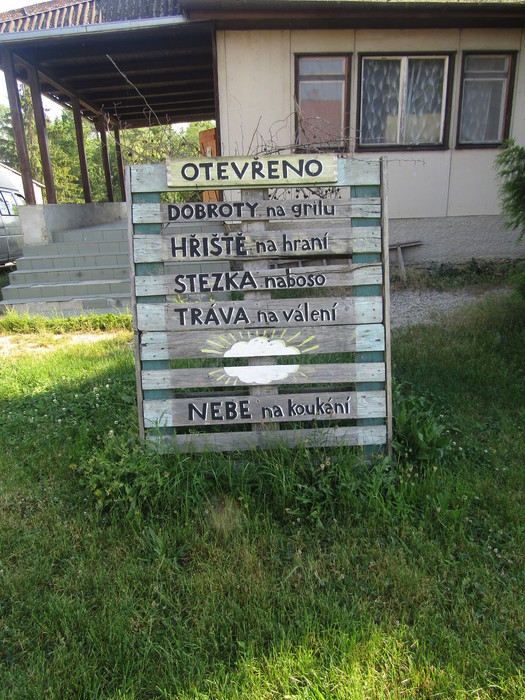 OTEVŘENO
DOBROTY na grilu
HŘIŠTĚ na hraní
STEZKA naboso
TRÁVA na válení
NEBE na koukání